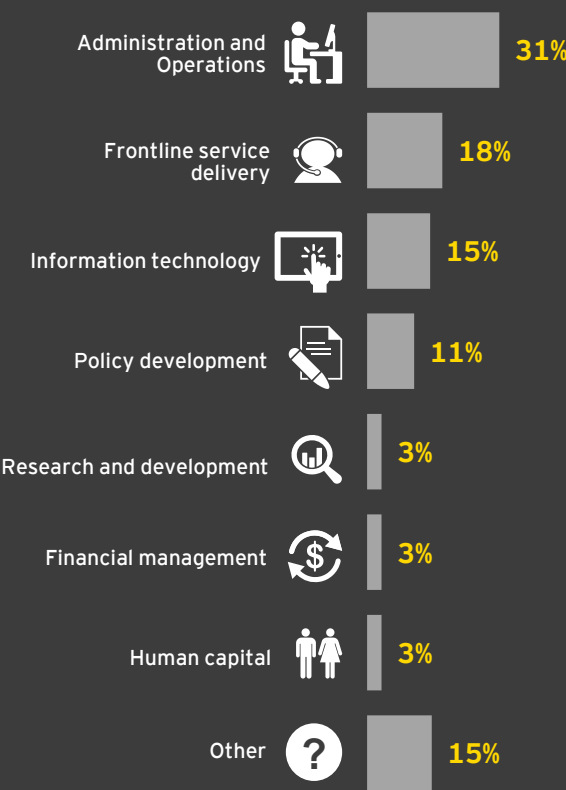 Administration and
Operations
31%
Frontline service
delivery
18%
Information technology
15%
Policy development
11%
Research and development
3%
Financial management
$
3%
Human capital
3%
Other
?
15%